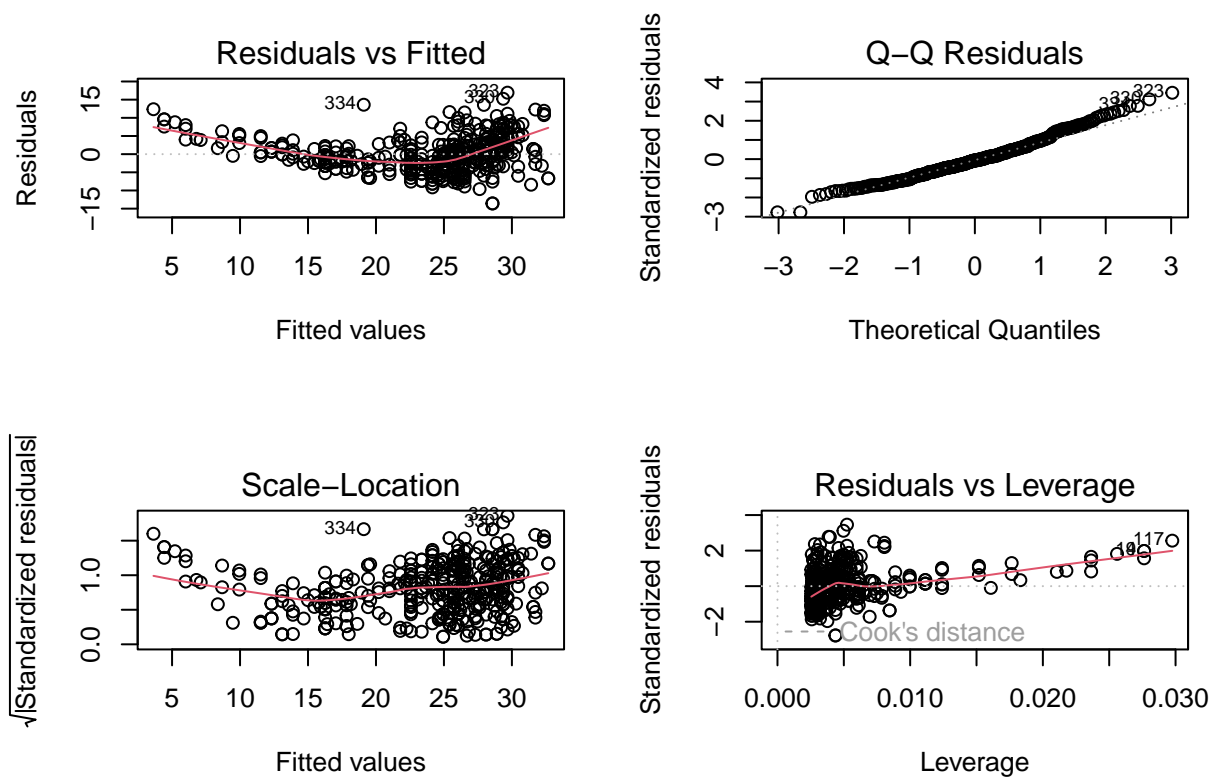 Residuals vs Fitted
Residuals
15
0
−15
334
323
330
5 10 15 20 25 30
Fitted values
Q−Q Residuals
Standardized residuals
4
2
0
−3
323
−3 −2 −1 0 1 2 3
Theoretical Quantiles
Scale−Location
√|Standardized residuals|
1.0
0.0
334
323
330
5 10 15 20 25 30
Fitted values
Residuals vs Leverage
Standardized residuals
2
−2
117
Cook's distance
0.000 0.010 0.020 0.030
Leverage